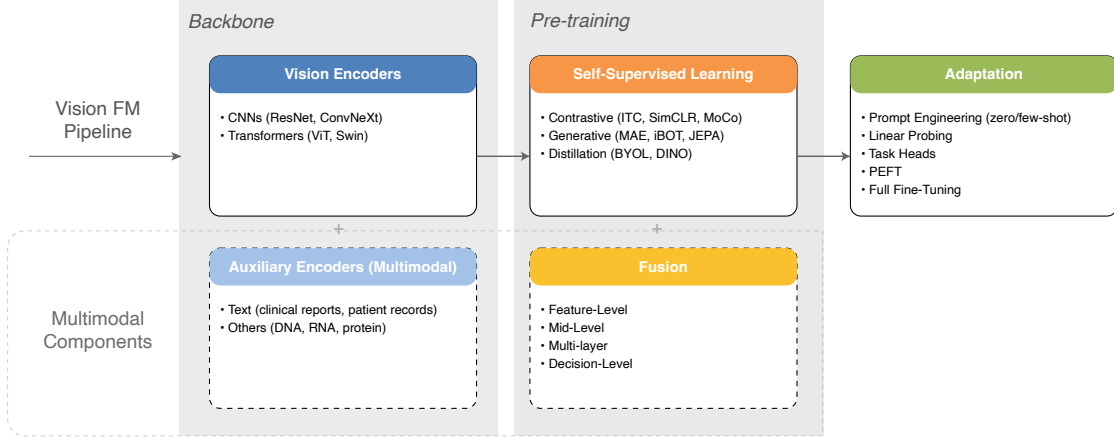 Backbone
Pre-training
Vision FM
Pipeline
Vision Encoders
• CNNs (ResNet, ConvNeXt)
• Transformers (ViT, Swin)
Self-Supervised Learning
• Contrastive (ITC, SimCLR, MoCo)
• Generative (MAE, iBOT, JEPA)
• Distillation (BYOL, DINO)
Adaptation
• Prompt Engineering (zero/few-shot)
• Linear Probing
• Task Heads
• PEFT
• Full Fine-Tuning
+
+
Multimodal
Components
Auxiliary Encoders (Multimodal)
• Text (clinical reports, patient records)
• Others (DNA, RNA, protein)
Fusion
• Feature-Level
• Mid-Level
• Multi-layer
• Decision-Level